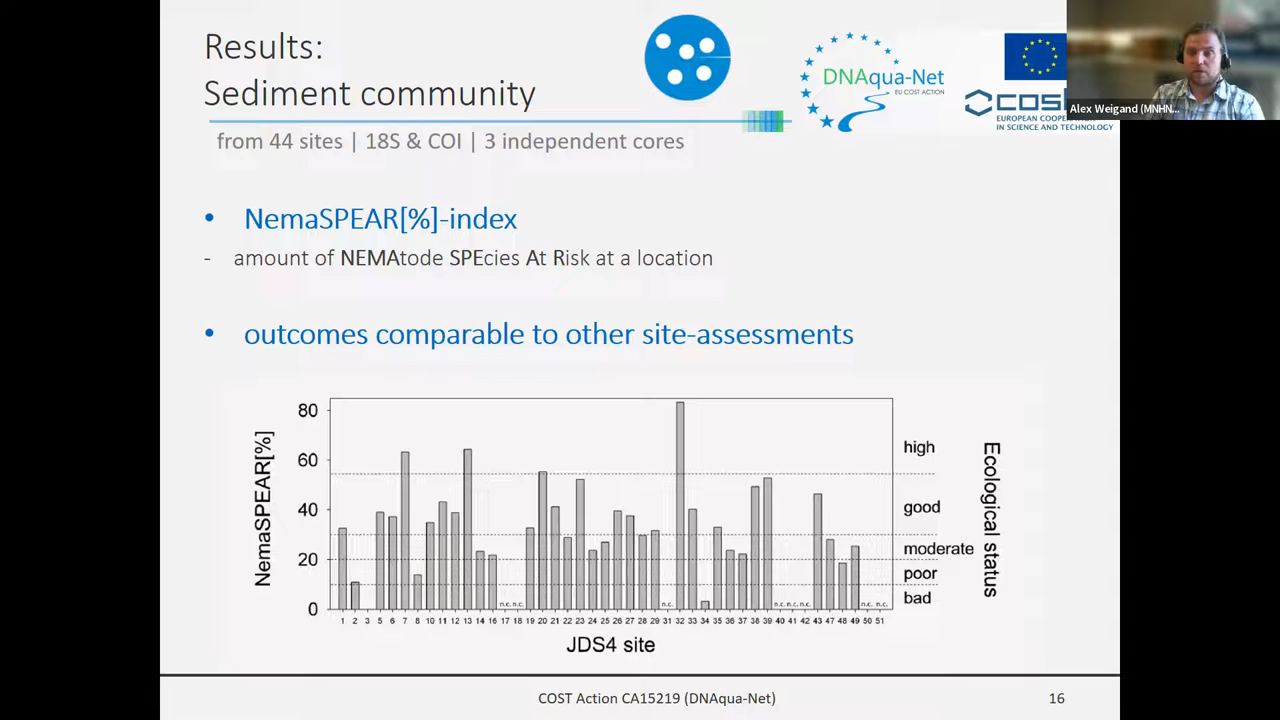 Results:
Sediment community
DNAqua-Net
EU COST ACTION
EUROPEAN COOPER
IN SCIENCE AND TECHNOLOGY
Alex Weigand (MNHN...
from 44 sites | 18S & COI | 3 independent cores
• NemaSPEAR[%]-index
- amount of NEMAtode SPEcies At Risk at a location
• outcomes comparable to other site-assessments
NemaSPEAR[%]
80
60
40
20
0
high
good
moderate
poor
bad
Ecological status
n.c. n.c. n.c. n.c. n.c. n.c. n.c. n.c.
1 2 3 5 6 7 8 10 11 12 13 14 16 17 18 19 20 21 22 24 25 26 27 28 29 31 32 33 34 35 36 37 38 39 40 41 42 43 47 48 49 50 51
JDS4 site
COST Action CA15219 (DNAqua-Net)
16